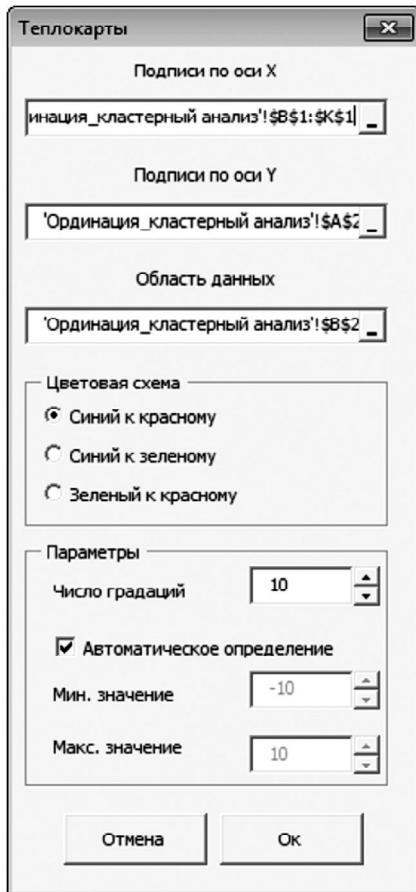 Теплокарты
Подписи по оси X
инация_кластерный анализ'!$B$1:$K$1
Подписи по оси Y
'Ординация_кластерный анализ'!$A$2
Область данных
'Ординация_кластерный анализ'!$B$2
Цветовая схема
Синий к красному
Синий к зеленому
Зеленый к красному
Параметры
Число градаций 10
Автоматическое определение
Мин. значение -10
Макс. значение 10
Отмена Ок